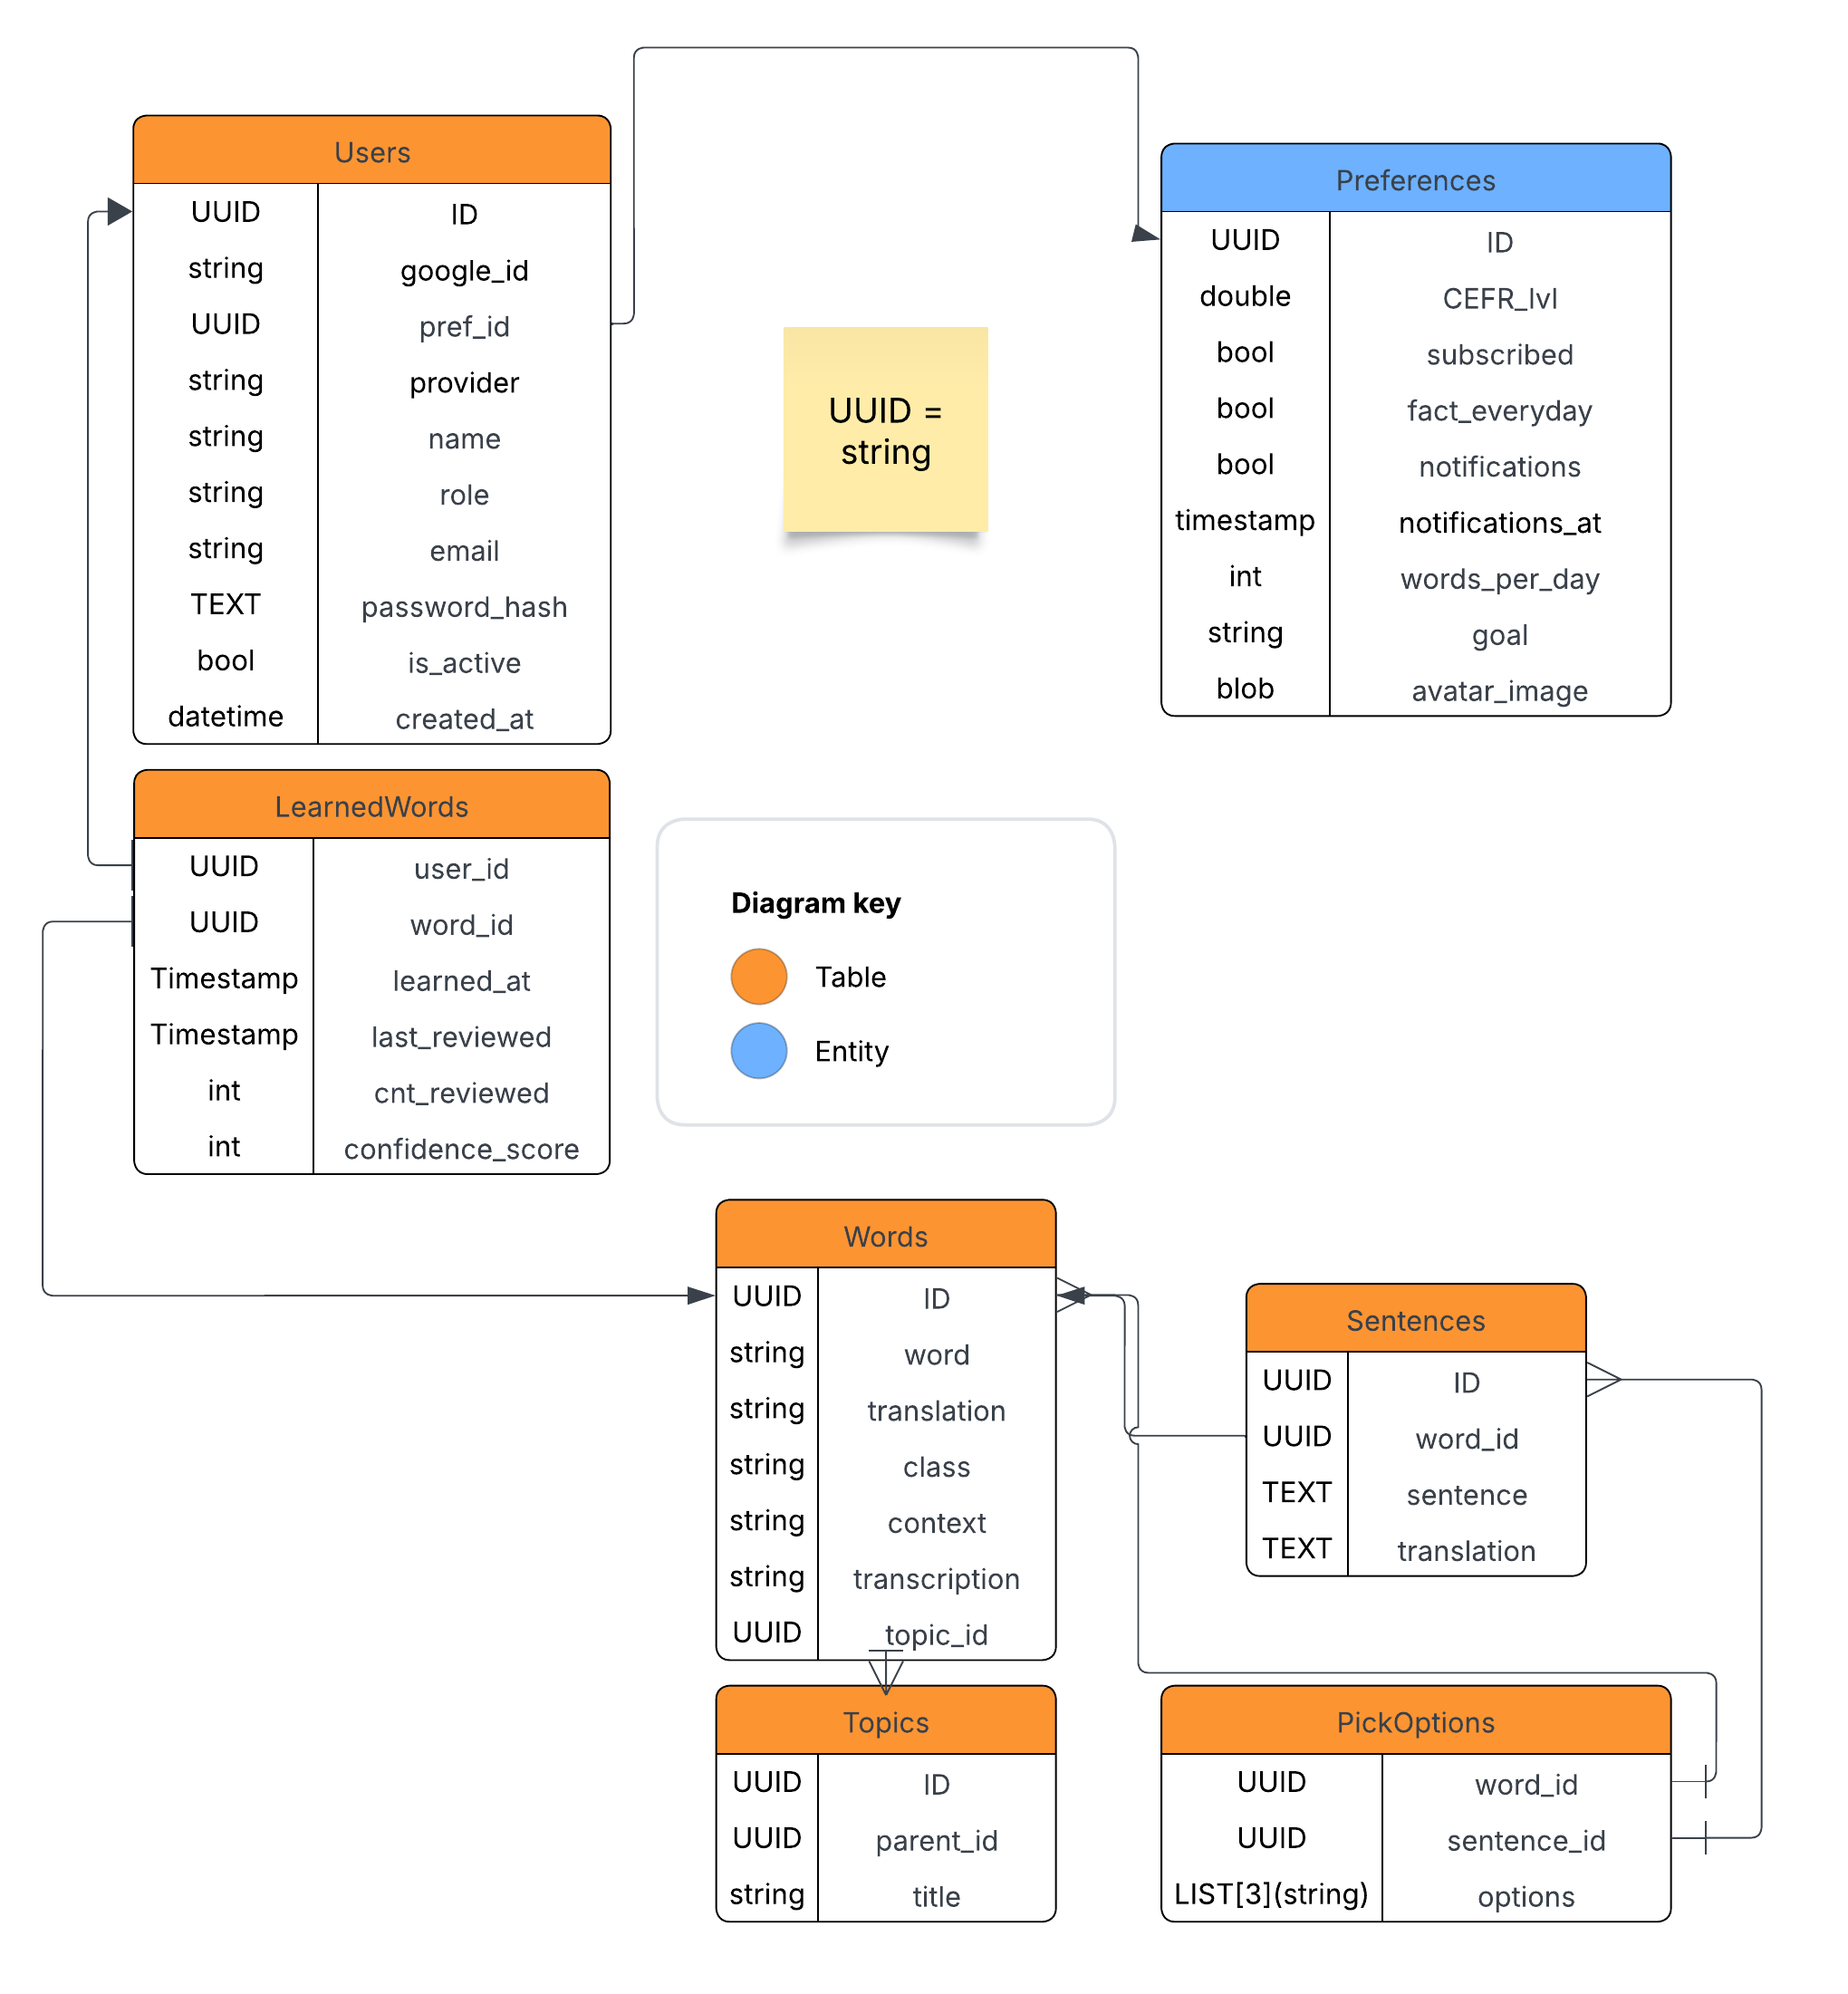 Users
UUID ID
string google_id
UUID pref_id
string provider
string name
string role
string email
TEXT password_hash
bool is_active
datetime created_at
Preferences
UUID ID
double CEFR_lvl
bool subscribed
bool fact_everyday
bool notifications
timestamp notifications_at
int words_per_day
string goal
blob avatar_image
UUID =
string
LearnedWords
UUID user_id
UUID word_id
Timestamp learned_at
Timestamp last_reviewed
int cnt_reviewed
int confidence_score
Diagram key
Table
Entity
Words
UUID ID
string word
string translation
string class
string context
string transcription
UUID topic_id
Sentences
UUID ID
UUID word_id
TEXT sentence
TEXT translation
Topics
UUID ID
UUID parent_id
string title
PickOptions
UUID word_id
UUID sentence_id
LIST[3](string) options